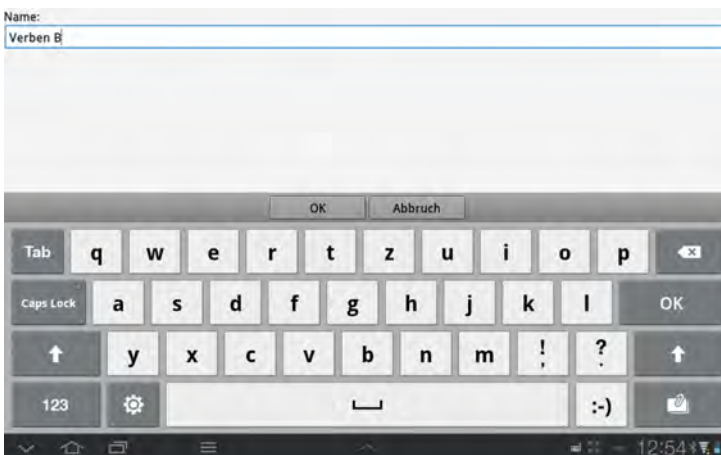 Name:
Verben B
OK Abbruch
Tab q w e r t z u i o p
Caps Lock a s d f g h j k l OK
y x c v b n m ! , ? .
123 :-)
12:54